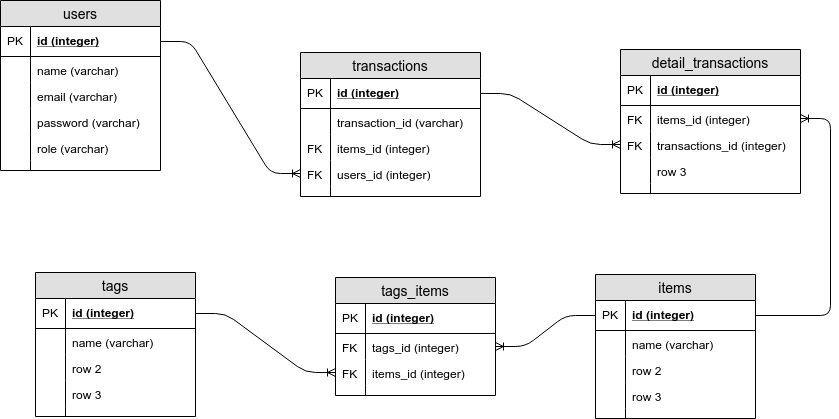 users
PK id (integer)
name (varchar)
email (varchar)
password (varchar)
role (varchar)
transactions
PK id (integer)
transaction_id (varchar)
FK items_id (integer)
FK users_id (integer)
detail_transactions
PK id (integer)
FK items_id (integer)
FK transactions_id (integer)
row 3
tags
PK id (integer)
name (varchar)
row 2
row 3
tags_items
PK id (integer)
FK tags_id (integer)
FK items_id (integer)
items
PK id (integer)
name (varchar)
row 2
row 3